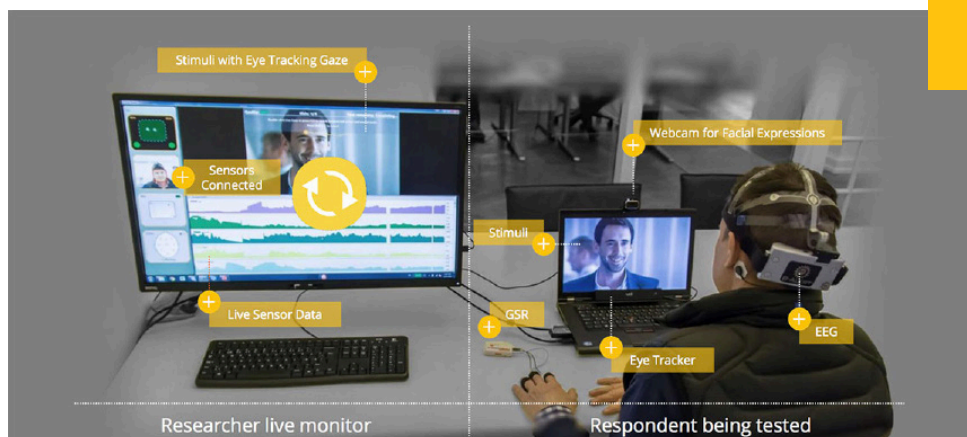 Stimuli with Eye Tracking Gaze
Webcam for Facial Expressions
Sensors
Connected
Stimuli
Live Sensor Data
GSR
EEG
Eye Tracker
Researcher live monitor
Respondent being tested